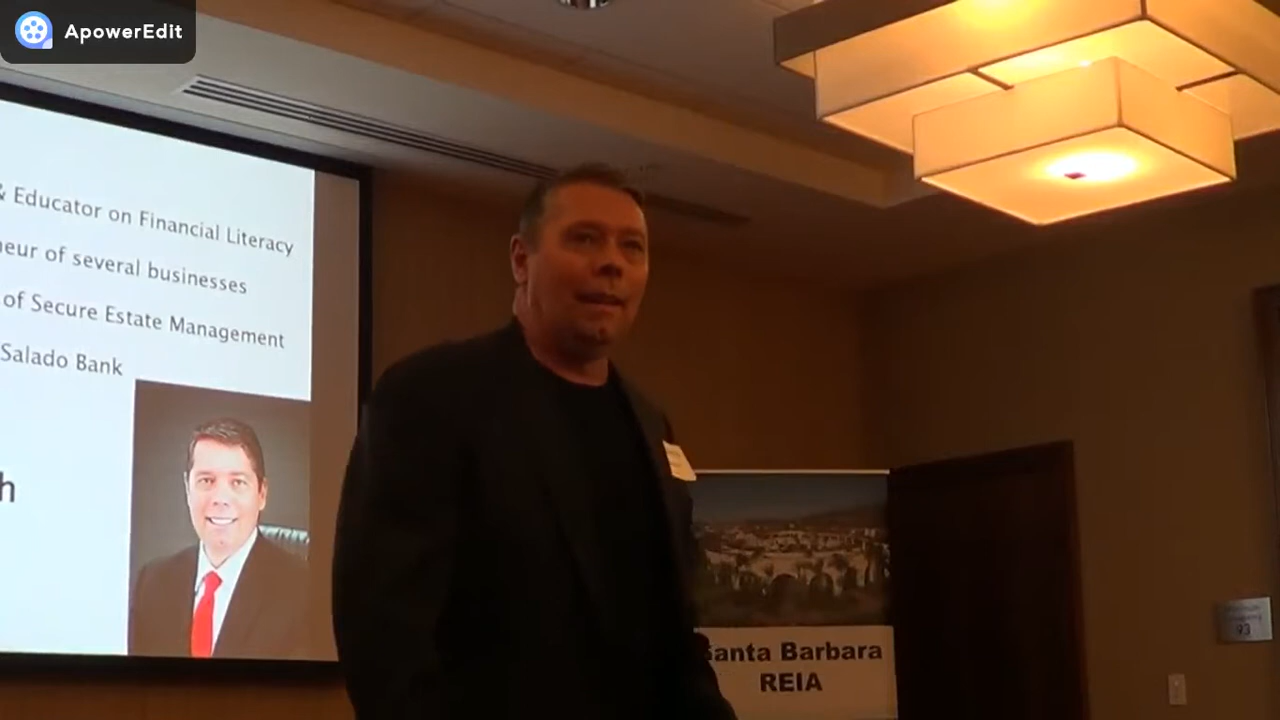 ApowerEdit
& Educator on Financial Literacy
neur of several businesses
of Secure Estate Management
Salado Bank
h
Santa Barbara
REIA
93